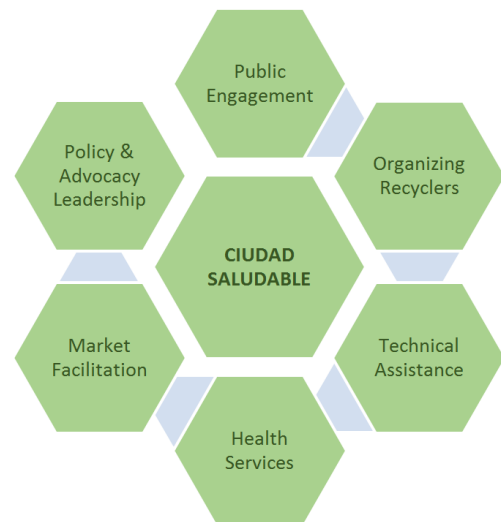 Public
Engagement
Policy &
Advocacy
Leadership
Organizing
Recyclers
CIUDAD
SALUDABLE
Market
Facilitation
Technical
Assistance
Health
Services